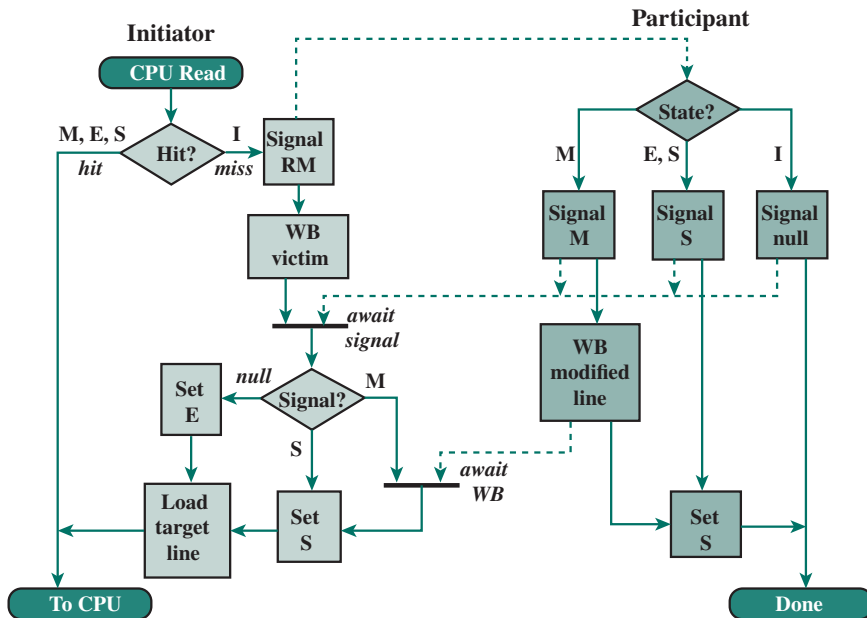 Initiator
Participant
CPU Read
M, E, S
hit
Hit?
I
miss
Signal
RM
State?
M
E, S
I
WB
victim
Signal
M
Signal
S
Signal
null
await
signal
Set
E
null
Signal?
M
S
WB
modified
line
await
WB
Load
target
line
Set
S
Set
S
To CPU
Done